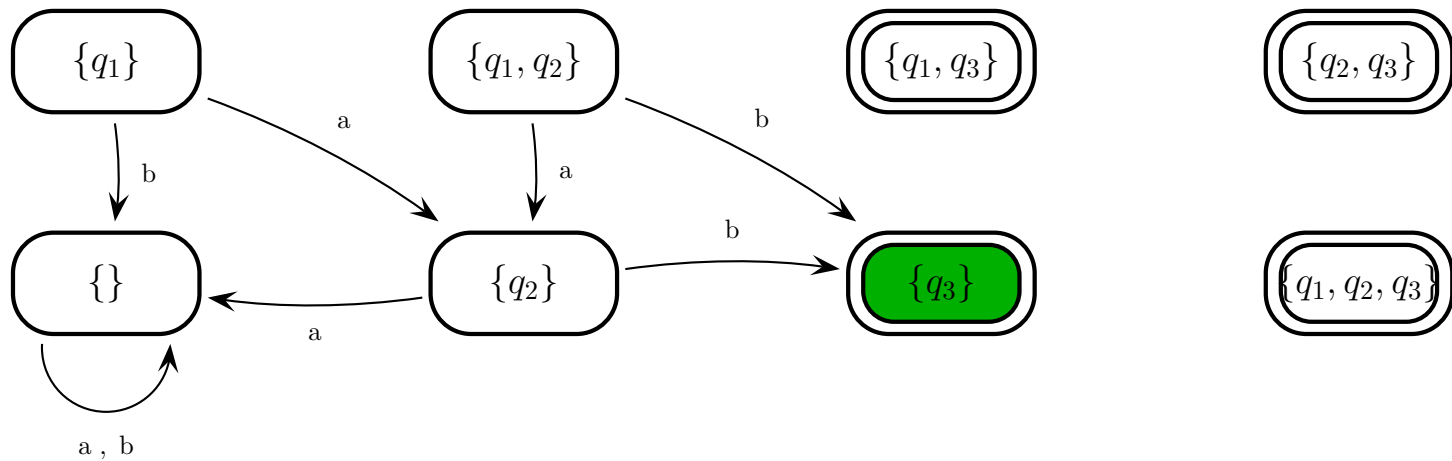 {q₁} {q₁, q₂} {q₁, q₃} {q₂, q₃}
a b
b a
b
{} {q₂} {q₃} {q₁, q₂, q₃}
a
a , b